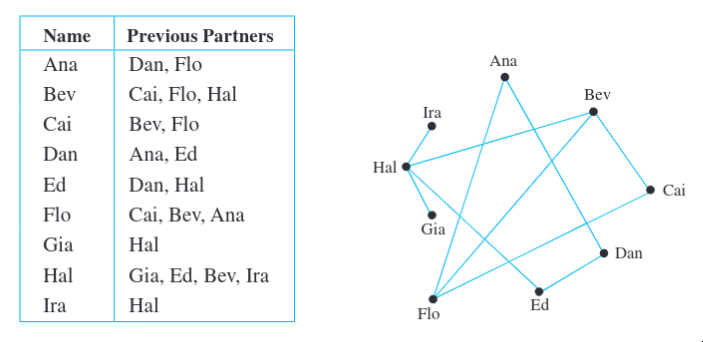 Name Previous Partners
Ana Dan, Flo
Bev Cai, Flo, Hal
Cai Bev, Flo
Dan Ana, Ed
Ed Dan, Hal
Flo Cai, Bev, Ana
Gia Hal
Hal Gia, Ed, Bev, Ira
Ira Hal
Ana
Bev
Ira
Hal
Cai
Gia
Dan
Ed
Flo